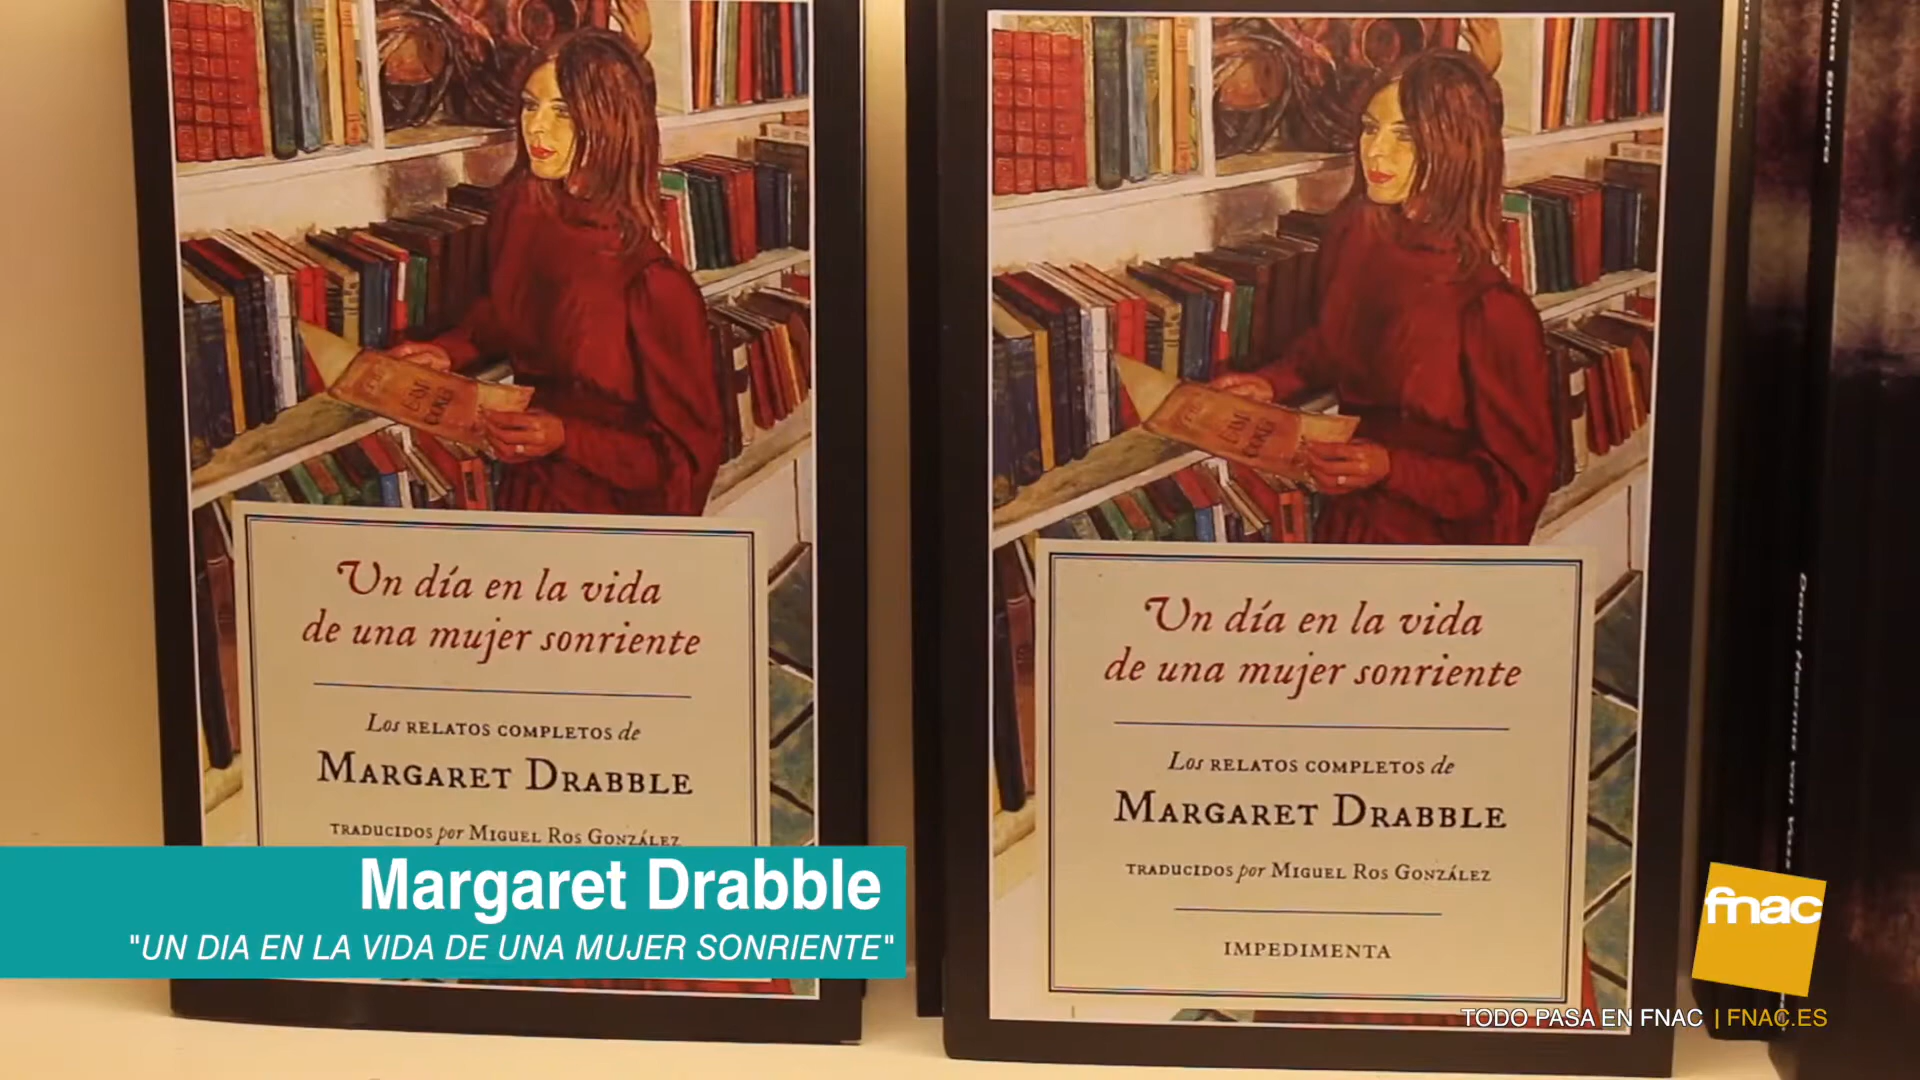 Un día en la vida
de una mujer sonriente
Los RELATOS COMPLETOS de
MARGARET DRABBLE
TRADUCIDOS por MIGUEL ROS GONZÁLEZ
Un día en la vida
de una mujer sonriente
Los RELATOS COMPLETOS de
MARGARET DRABBLE
TRADUCIDOS por MIGUEL ROS GONZÁLEZ
IMPEDIMENTA
Margaret Drabble
"UN DIA EN LA VIDA DE UNA MUJER SONRIENTE"
fnac
TODO PASA EN FNAC | FNAC.ES